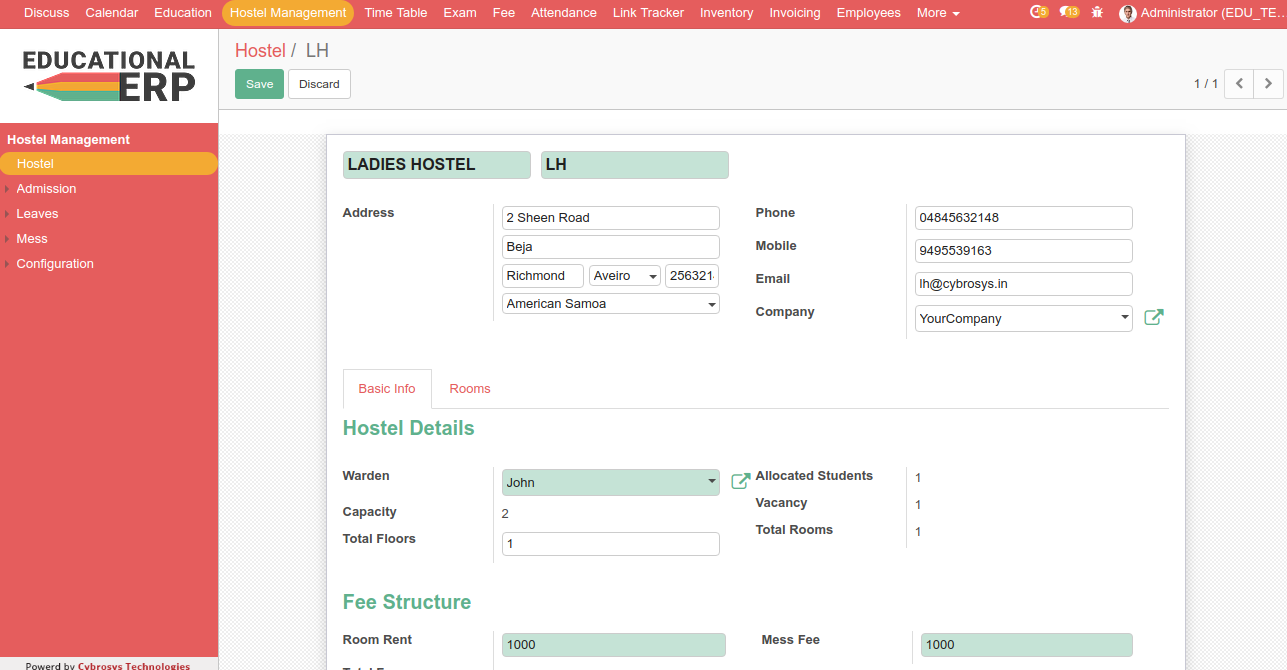 Discuss Calendar Education Hostel Management Time Table Exam Fee Attendance Link Tracker Inventory Invoicing Employees More 5 13 Administrator (EDU_TE...
EDUCATIONAL
ERP
Hostel / LH
Save Discard
1 / 1
Hostel Management
Hostel
Admission
Leaves
Mess
Configuration
LADIES HOSTEL LH
Address
2 Sheen Road
Beja
Richmond Aveiro 256321
American Samoa
Phone 04845632148
Mobile 9495539163
Email lh@cybrosys.in
Company YourCompany
Basic Info Rooms
Hostel Details
Warden John
Capacity 2
Total Floors 1
Allocated Students 1
Vacancy 1
Total Rooms 1
Fee Structure
Room Rent 1000 Mess Fee 1000
Powerd by Cybrosys Technologies